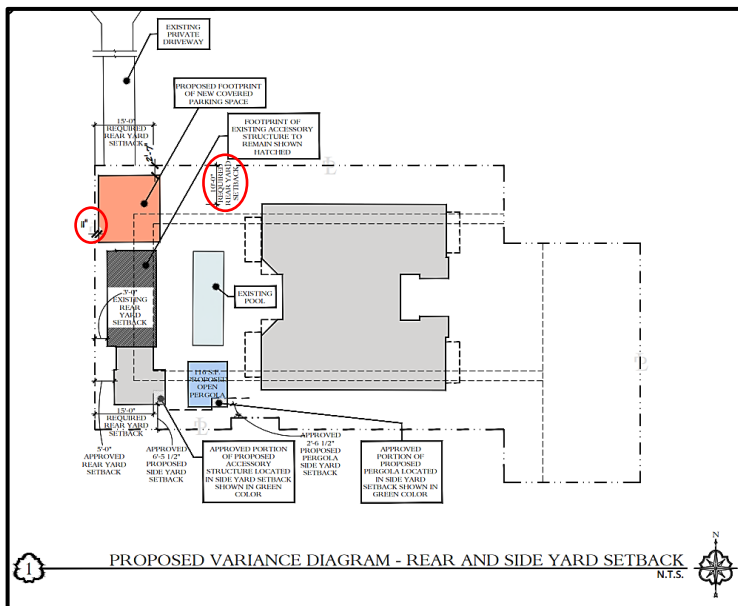 EXISTING
PRIVATE
DRIVEWAY
PROPOSED FOOTPRINT
OF NEW COVERED
PARKING SPACE
15'-0"
REQUIRED
REAR YARD
SETBACK
2'-7"
FOOTPRINT OF
EXISTING ACCESSORY
STRUCTURE TO
REMAIN SHOWN
HATCHED
REQUIRED
REAR YARD
SETBACK
11"
EXISTING
POOL
3'-0"
EXISTING
REAR
YARD
SETBACK
PROPOSED
OPEN
PERGOLA
15'-0"
REQUIRED
REAR YARD
SETBACK
5'-0"
APPROVED
REAR YARD
SETBACK
APPROVED
6'-5 1/2"
PROPOSED
SIDE YARD
SETBACK
APPROVED PORTION
OF PROPOSED
ACCESSORY
STRUCTURE LOCATED
IN SIDE YARD SETBACK
SHOWN IN GREEN
COLOR
APPROVED
2'-6 1/2"
PROPOSED
PERGOLA
SIDE YARD
SETBACK
APPROVED
PORTION OF
PROPOSED
PERGOLA LOCATED
IN SIDE YARD
SETBACK SHOWN IN
GREEN COLOR
1
PROPOSED VARIANCE DIAGRAM - REAR AND SIDE YARD SETBACK
N.T.S.
N